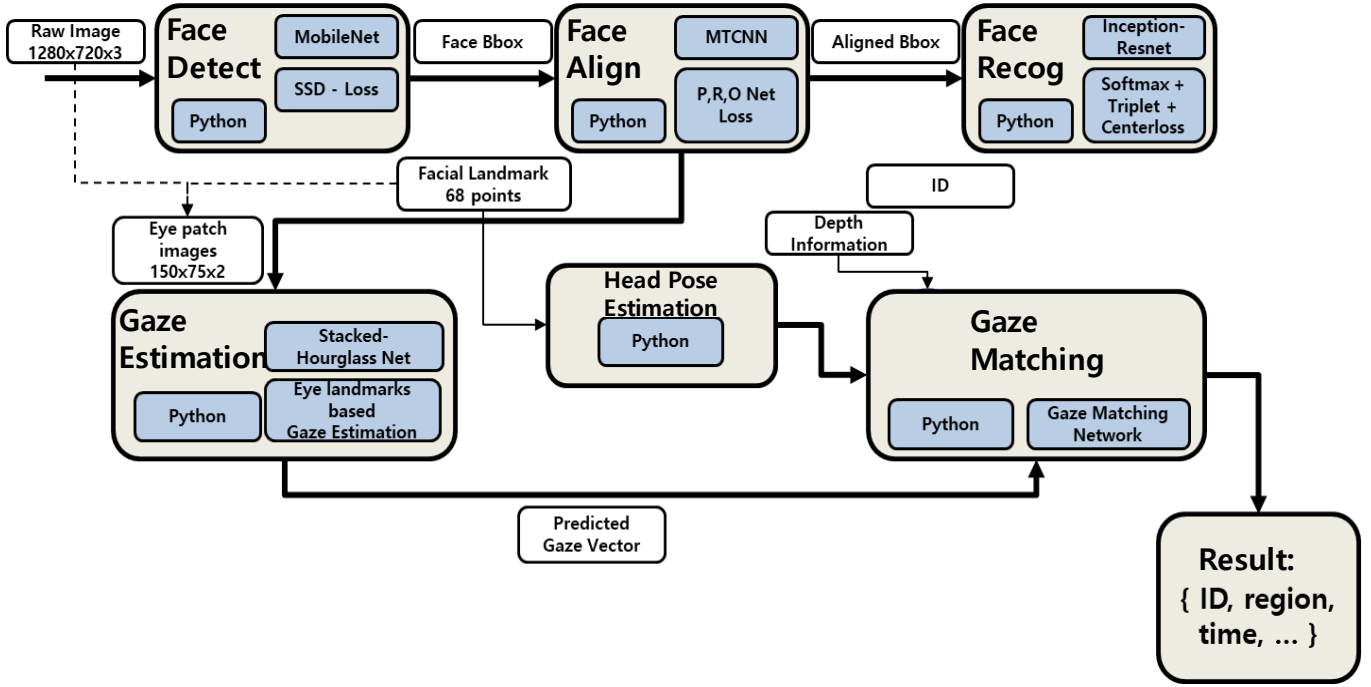 Raw Image
1280x720x3
Face
Detect
MobileNet
SSD - Loss
Python
Face Bbox
Face
Align
MTCNN
P,R,O Net
Loss
Python
Aligned Bbox
Face
Recog
Inception-
Resnet
Softmax +
Triplet +
Centerloss
Python
Facial Landmark
68 points
ID
Depth
Information
Eye patch
images
150x75x2
Gaze
Estimation
Stacked-
Hourglass Net
Python
Eye landmarks
based
Gaze Estimation
Head Pose
Estimation
Python
Gaze
Matching
Python
Gaze Matching
Network
Predicted
Gaze Vector
Result:
{ ID, region,
time, ... }